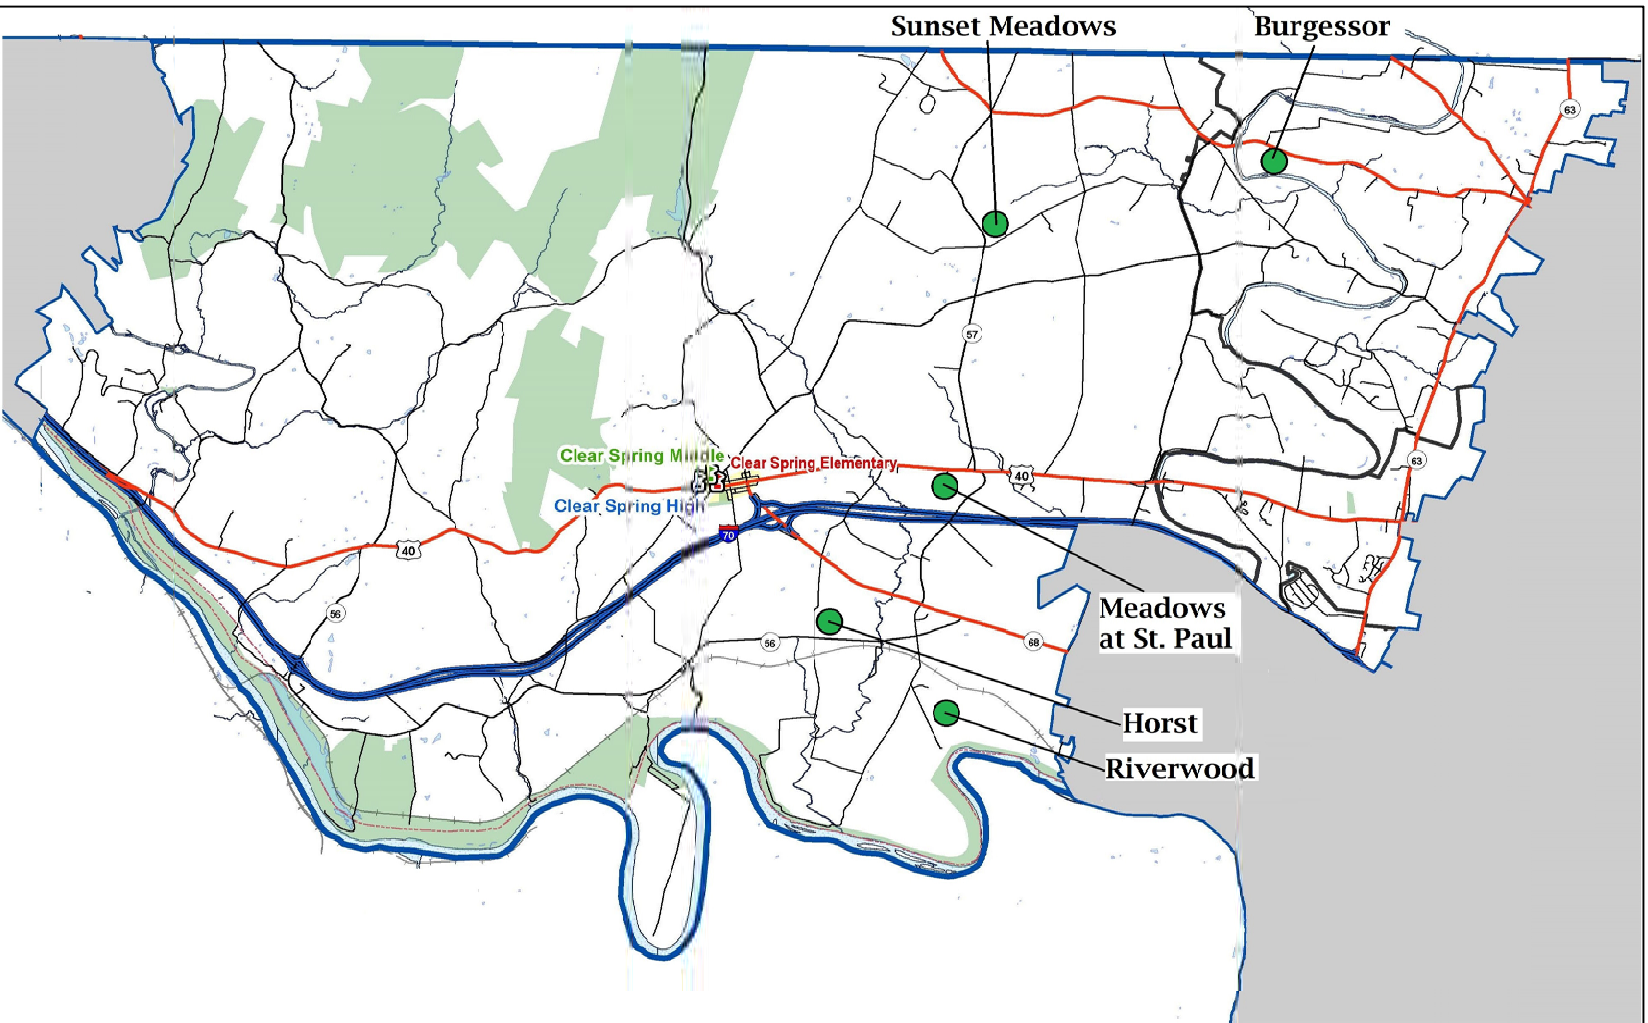 Sunset Meadows
Burgessor
63
57
Clear Spring Middle
Clear Spring Elementary
40
63
Clear Spring High
70
40
56
Meadows
at St. Paul
56
68
Horst
Riverwood